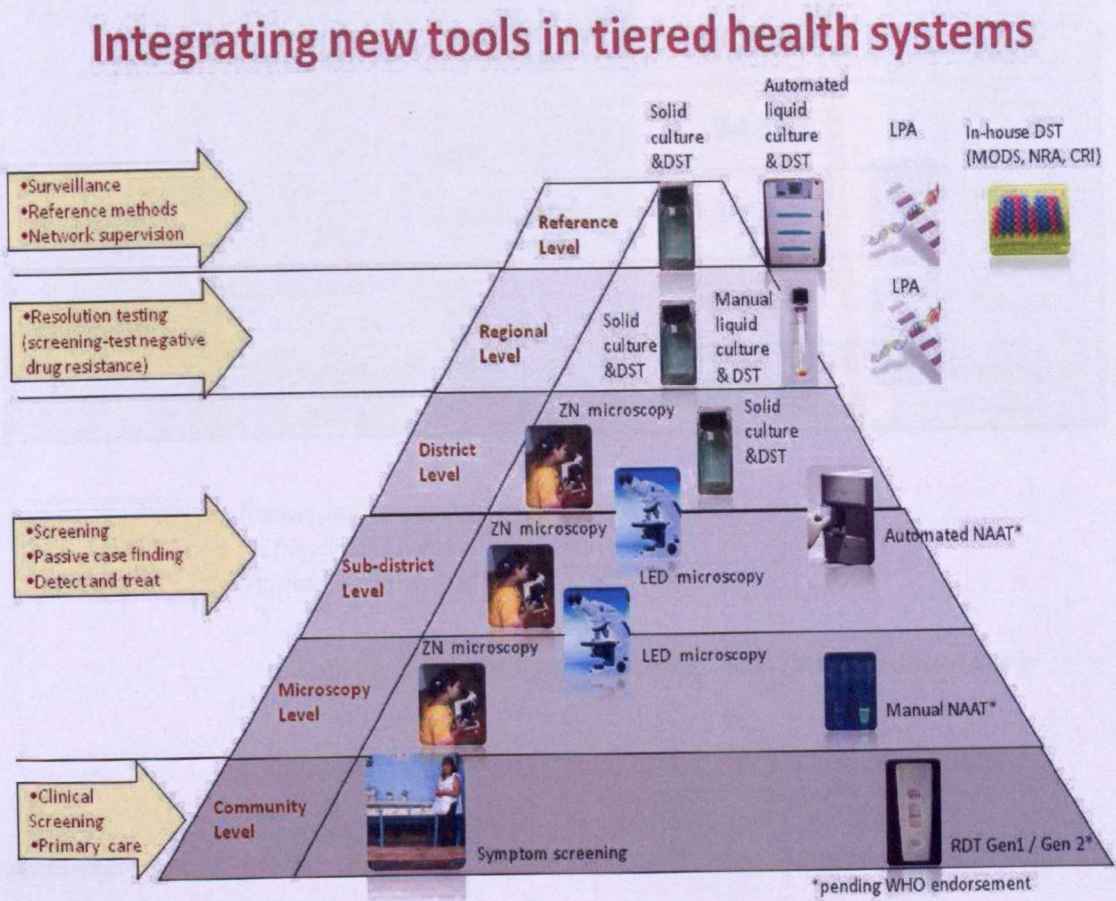 Integrating new tools in tiered health systems
Solid
culture
&DST
Automated
liquid
culture
& DST
LPA
In-house DST
(MODS, NRA, CRI)
•Surveillance
•Reference methods
•Network supervision
Reference
Level
•Resolution testing
(screening-test negative
drug resistance)
Regional
Level
Solid
culture
&DST
Manual
liquid
culture
& DST
LPA
District
Level
ZN microscopy
Solid
culture
&DST
•Screening
•Passive case finding
•Detect and treat
Sub-district
Level
ZN microscopy
LED microscopy
Automated NAAT*
Microscopy
Level
ZN microscopy
LED microscopy
Manual NAAT*
•Clinical
Screening
•Primary care
Community
Level
Symptom screening
RDT Gen1 / Gen 2*
*pending WHO endorsement